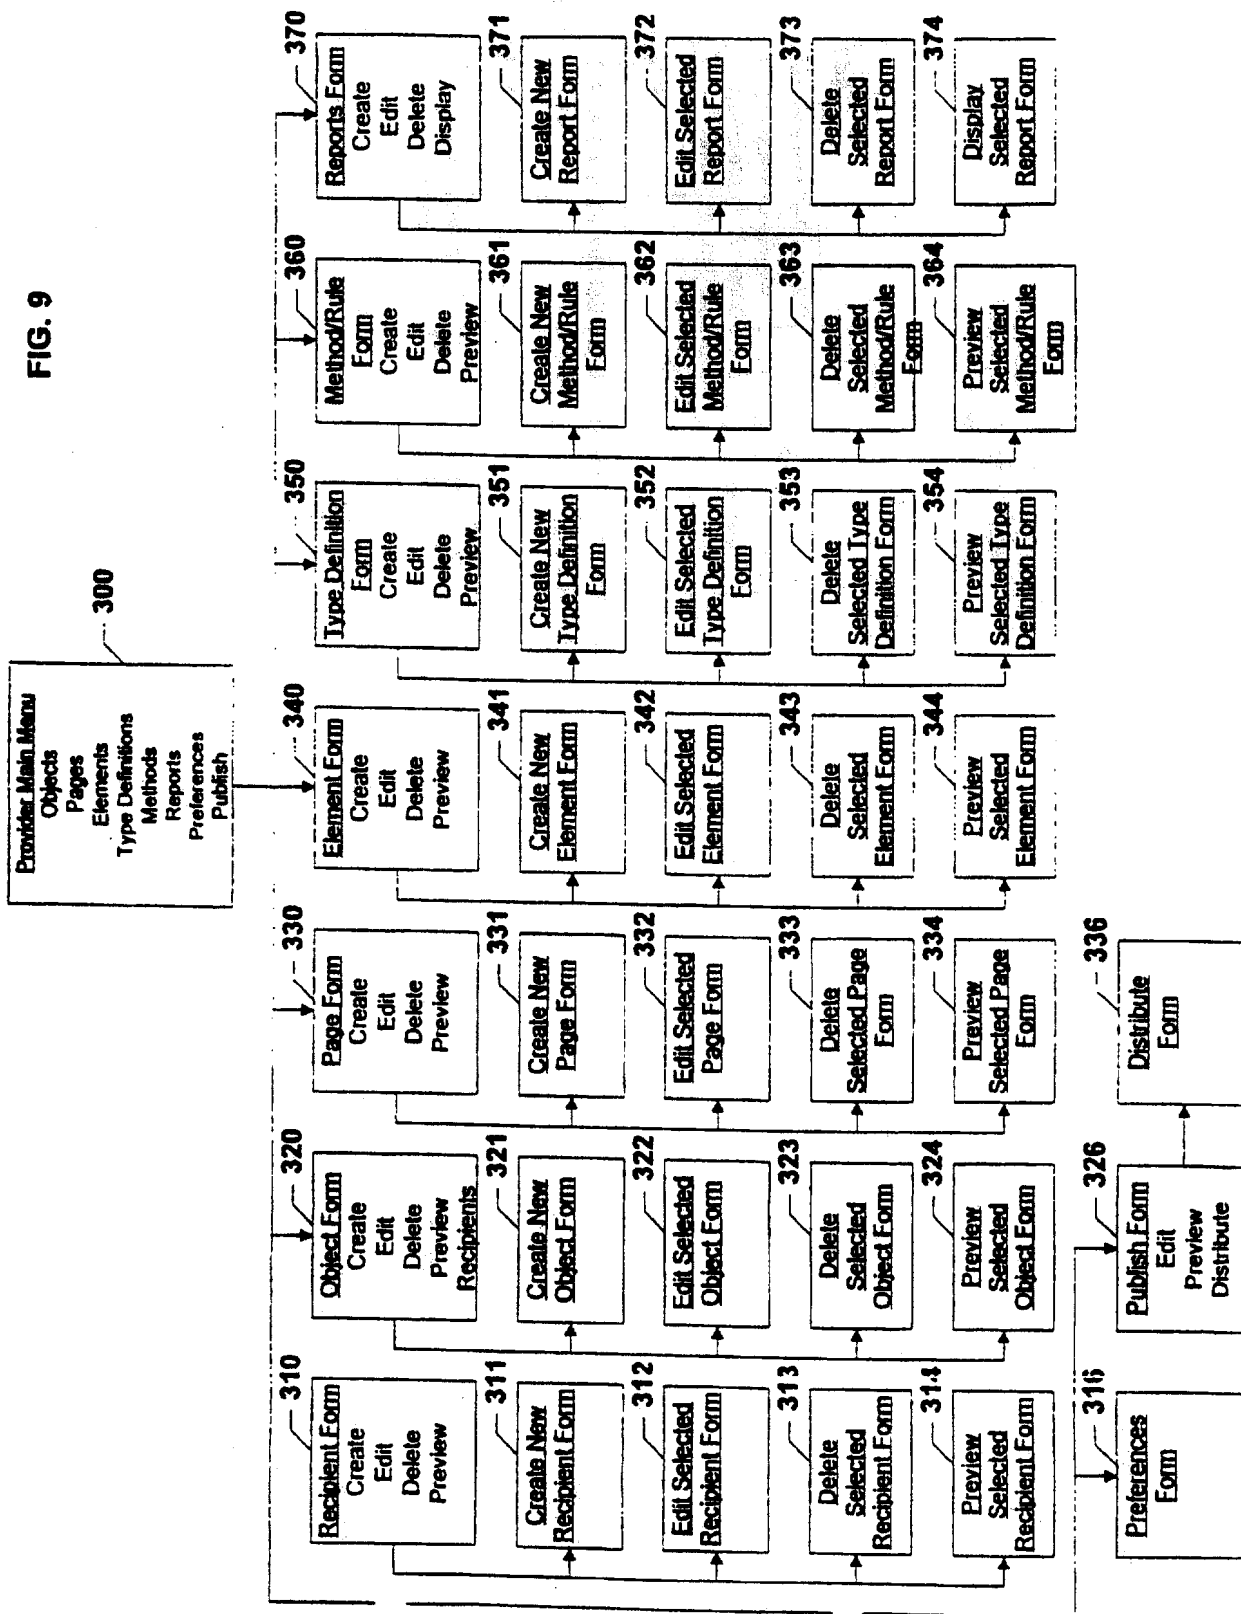 FIG. 9
300
Provider Main Menu
Objects
Pages
Elements
Type Definitions
Methods
Reports
Preferences
Publish
310
Recipient Form
Create
Edit
Delete
Preview
320
Object Form
Create
Edit
Delete
Preview
Recipients
330
Page Form
Create
Edit
Delete
Preview
340
Element Form
Create
Edit
Delete
Preview
350
Type Definition
Form
Create
Edit
Delete
Preview
360
Method/Rule
Form
Create
Edit
Delete
Preview
370
Reports Form
Create
Edit
Delete
Display
311
Create New
Recipient Form
321
Create New
Object Form
331
Create New
Page Form
341
Create New
Element Form
351
Create New
Type Definition
Form
361
Create New
Method/Rule
Form
371
Create New
Report Form
312
Edit Selected
Recipient Form
322
Edit Selected
Object Form
332
Edit Selected
Page Form
342
Edit Selected
Element Form
352
Edit Selected
Type Definition
Form
362
Edit Selected
Method/Rule
Form
372
Edit Selected
Report Form
313
Delete
Selected
Recipient Form
323
Delete
Selected
Object Form
333
Delete
Selected Page
Form
343
Delete
Selected
Element Form
353
Delete
Selected Type
Definition Form
363
Delete
Selected
Method/Rule
Form
373
Delete
Selected
Report Form
314
Preview
Selected
Recipient Form
324
Preview
Selected
Object Form
334
Preview
Selected Page
Form
344
Preview
Selected
Element Form
354
Preview
Selected Type
Definition Form
364
Preview
Selected
Method/Rule
Form
374
Display
Selected
Report Form
316
Preferences
Form
326
Publish Form
Edit
Preview
Distribute
336
Distribute
Form